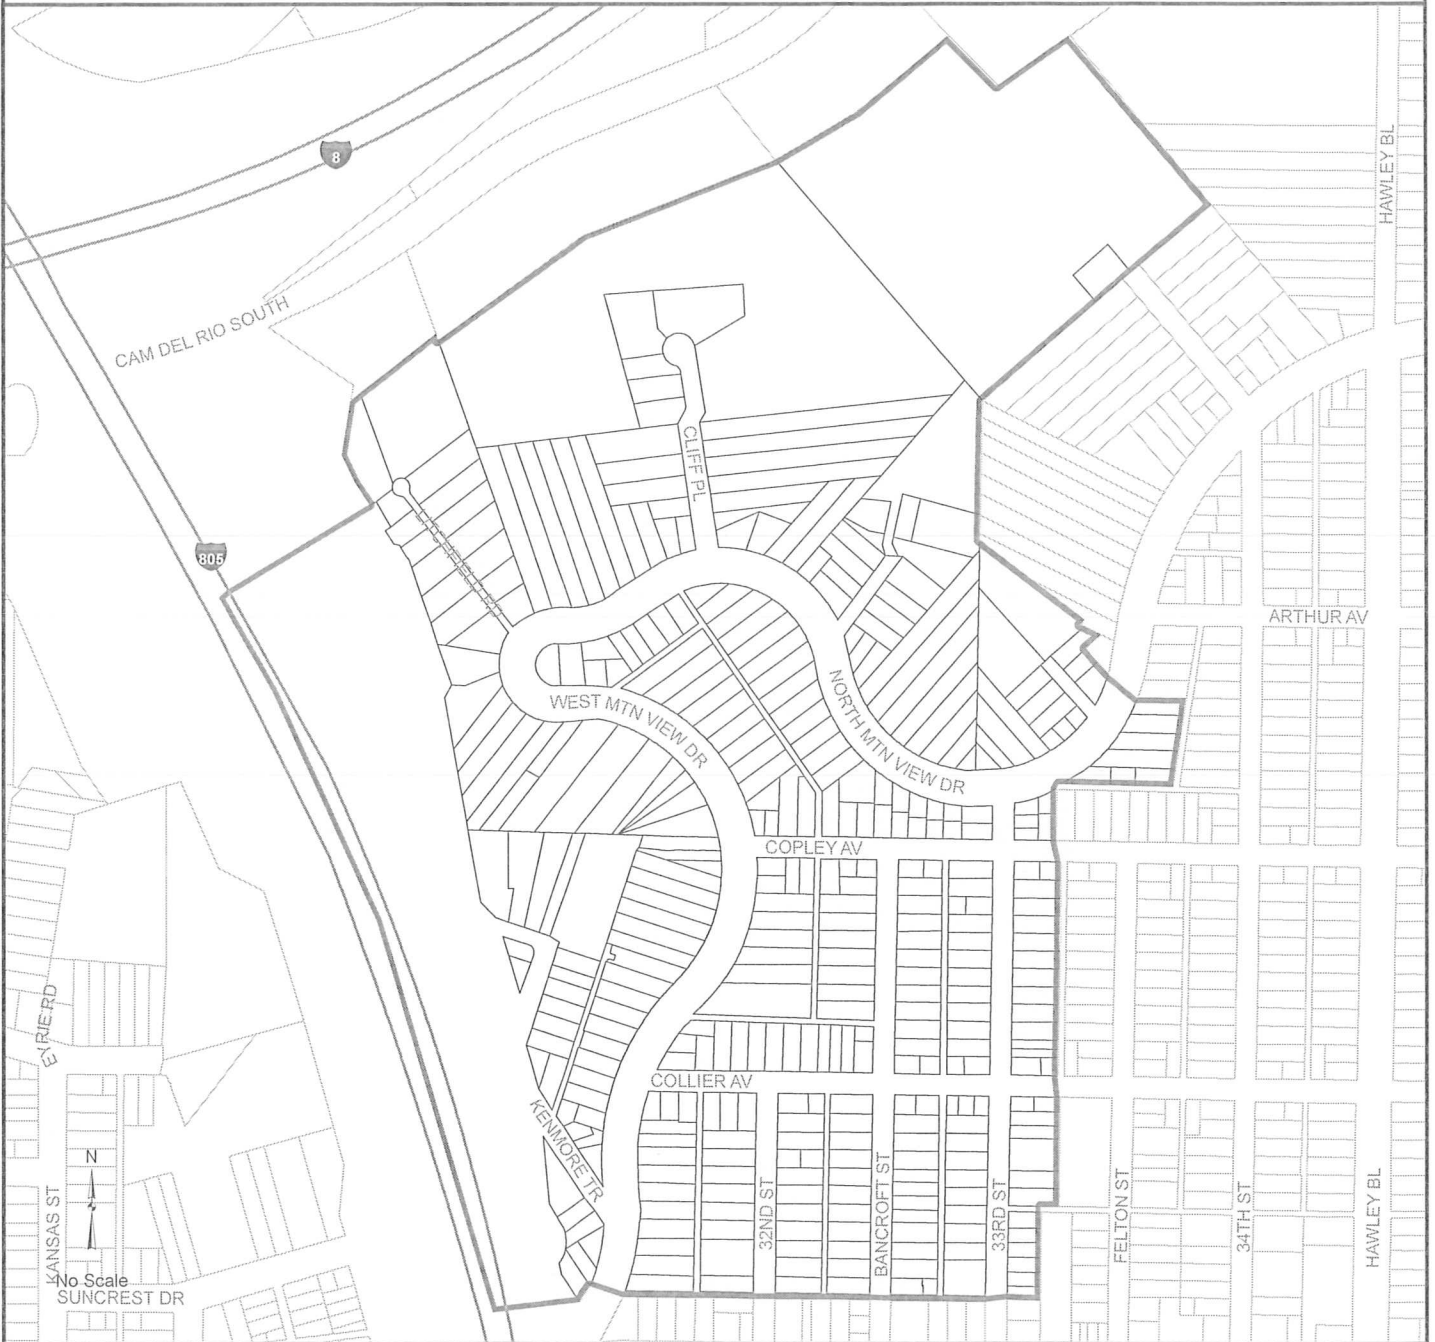 8
HAWLEY BL
CAM DEL RIO SOUTH
CLIFF PL
805
ARTHUR AV
WEST MTN VIEW DR
NORTH MTN VIEW DR
COPLEY AV
EYRIE RD
COLLIER AV
KENMORE TR
N
KANSAS ST
32ND ST
BANCROFT ST
33RD ST
FELTON ST
34TH ST
HAWLEY BL
No Scale
SUNCREST DR